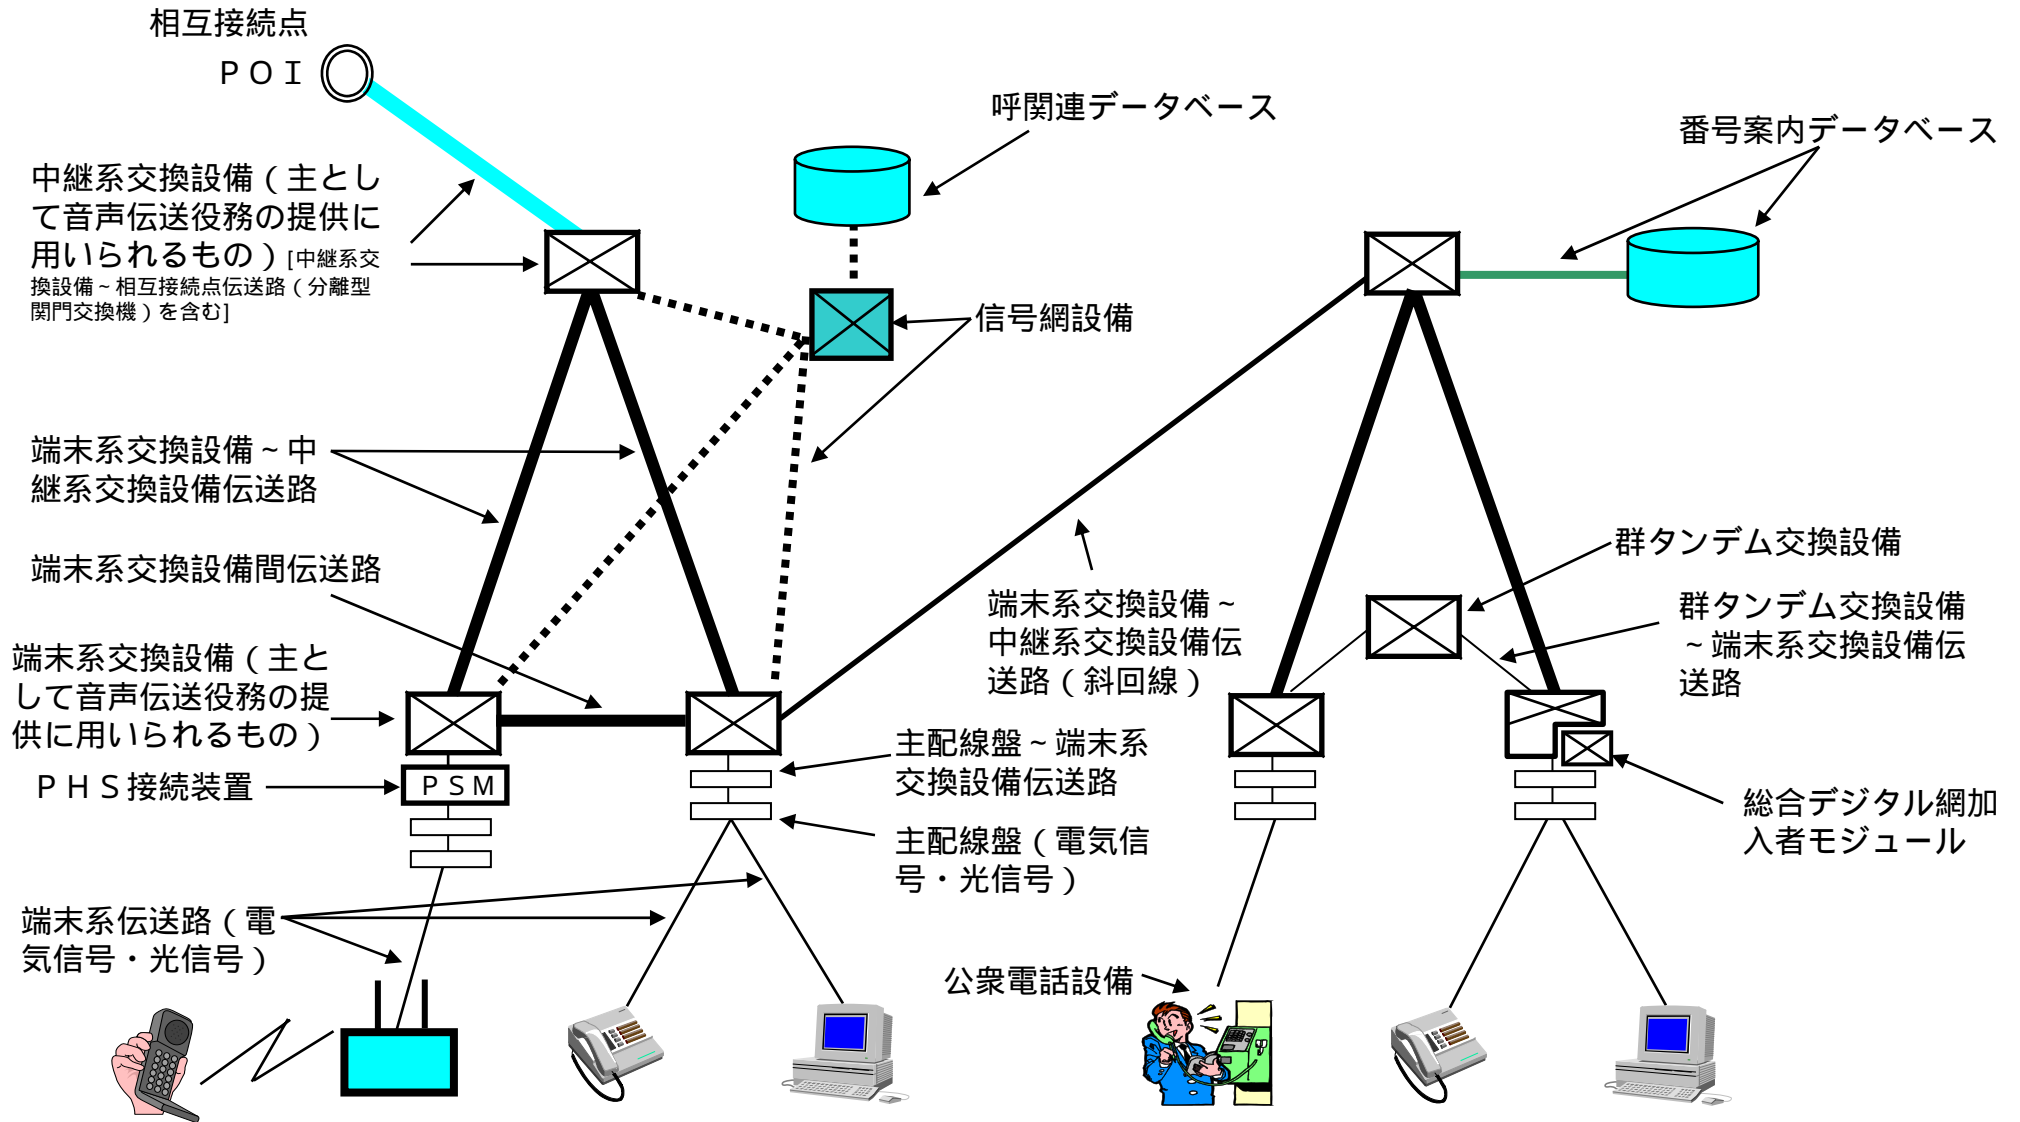 相互接続点
ＰＯＩ
呼関連データベース
番号案内データベース
中継系交換設備（主とし
て音声伝送役務の提供に
用いられるもの）[中継系交
換設備~相互接続点伝送路（分離型
関門交換機）を含む]
信号網設備
端末系交換設備~中
継系交換設備伝送路
端末系交換設備間伝送路
群タンデム交換設備
端末系交換設備~
中継系交換設備伝
送路（斜回線）
群タンデム交換設備
~端末系交換設備伝
送路
端末系交換設備（主と
して音声伝送役務の提
供に用いられるもの）
主配線盤~端末系
交換設備伝送路
ＰＨＳ接続装置
ＰＳＭ
総合デジタル網加
入者モジュール
主配線盤（電気信
号・光信号）
端末系伝送路（電
気信号・光信号）
公衆電話設備